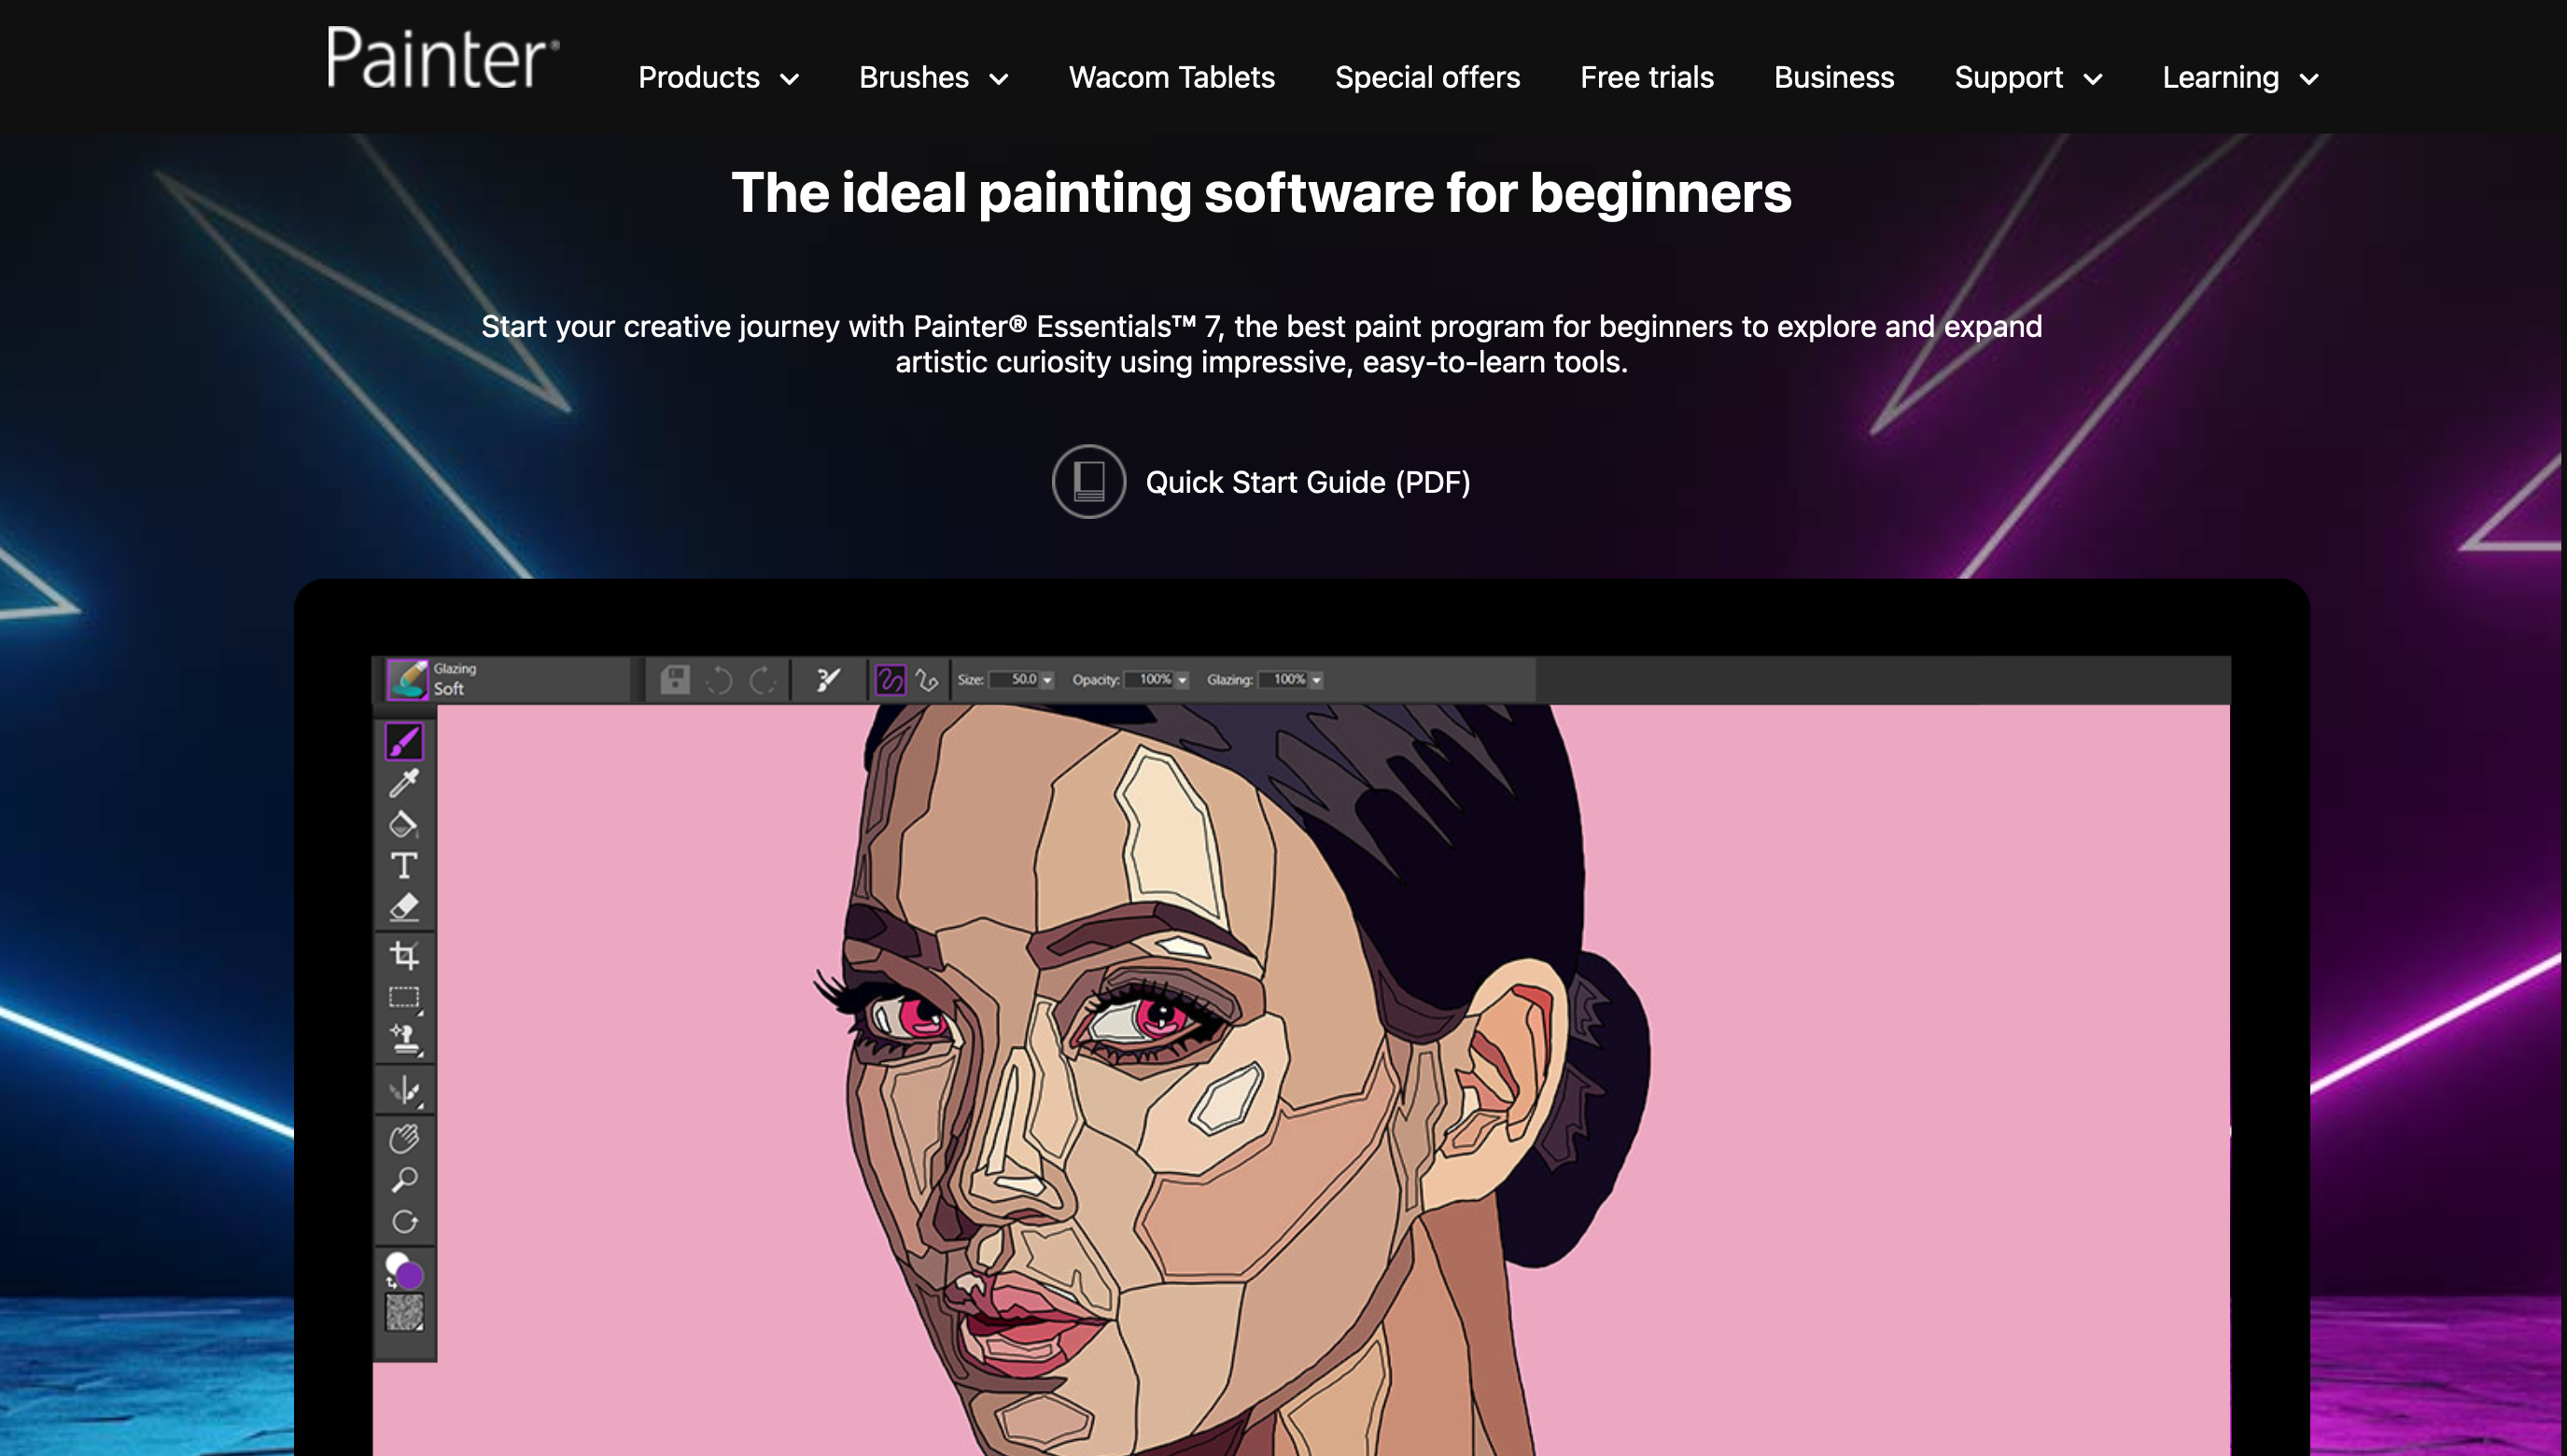 Painter®
Products
Brushes
Wacom Tablets
Special offers
Free trials
Business
Support
Learning
The ideal painting software for beginners
Start your creative journey with Painter® Essentials™ 7, the best paint program for beginners to explore and expand
artistic curiosity using impressive, easy-to-learn tools.
Quick Start Guide (PDF)
Glazing
Soft
Size: 50.0 Opacity: 100% Glazing: 100%
T